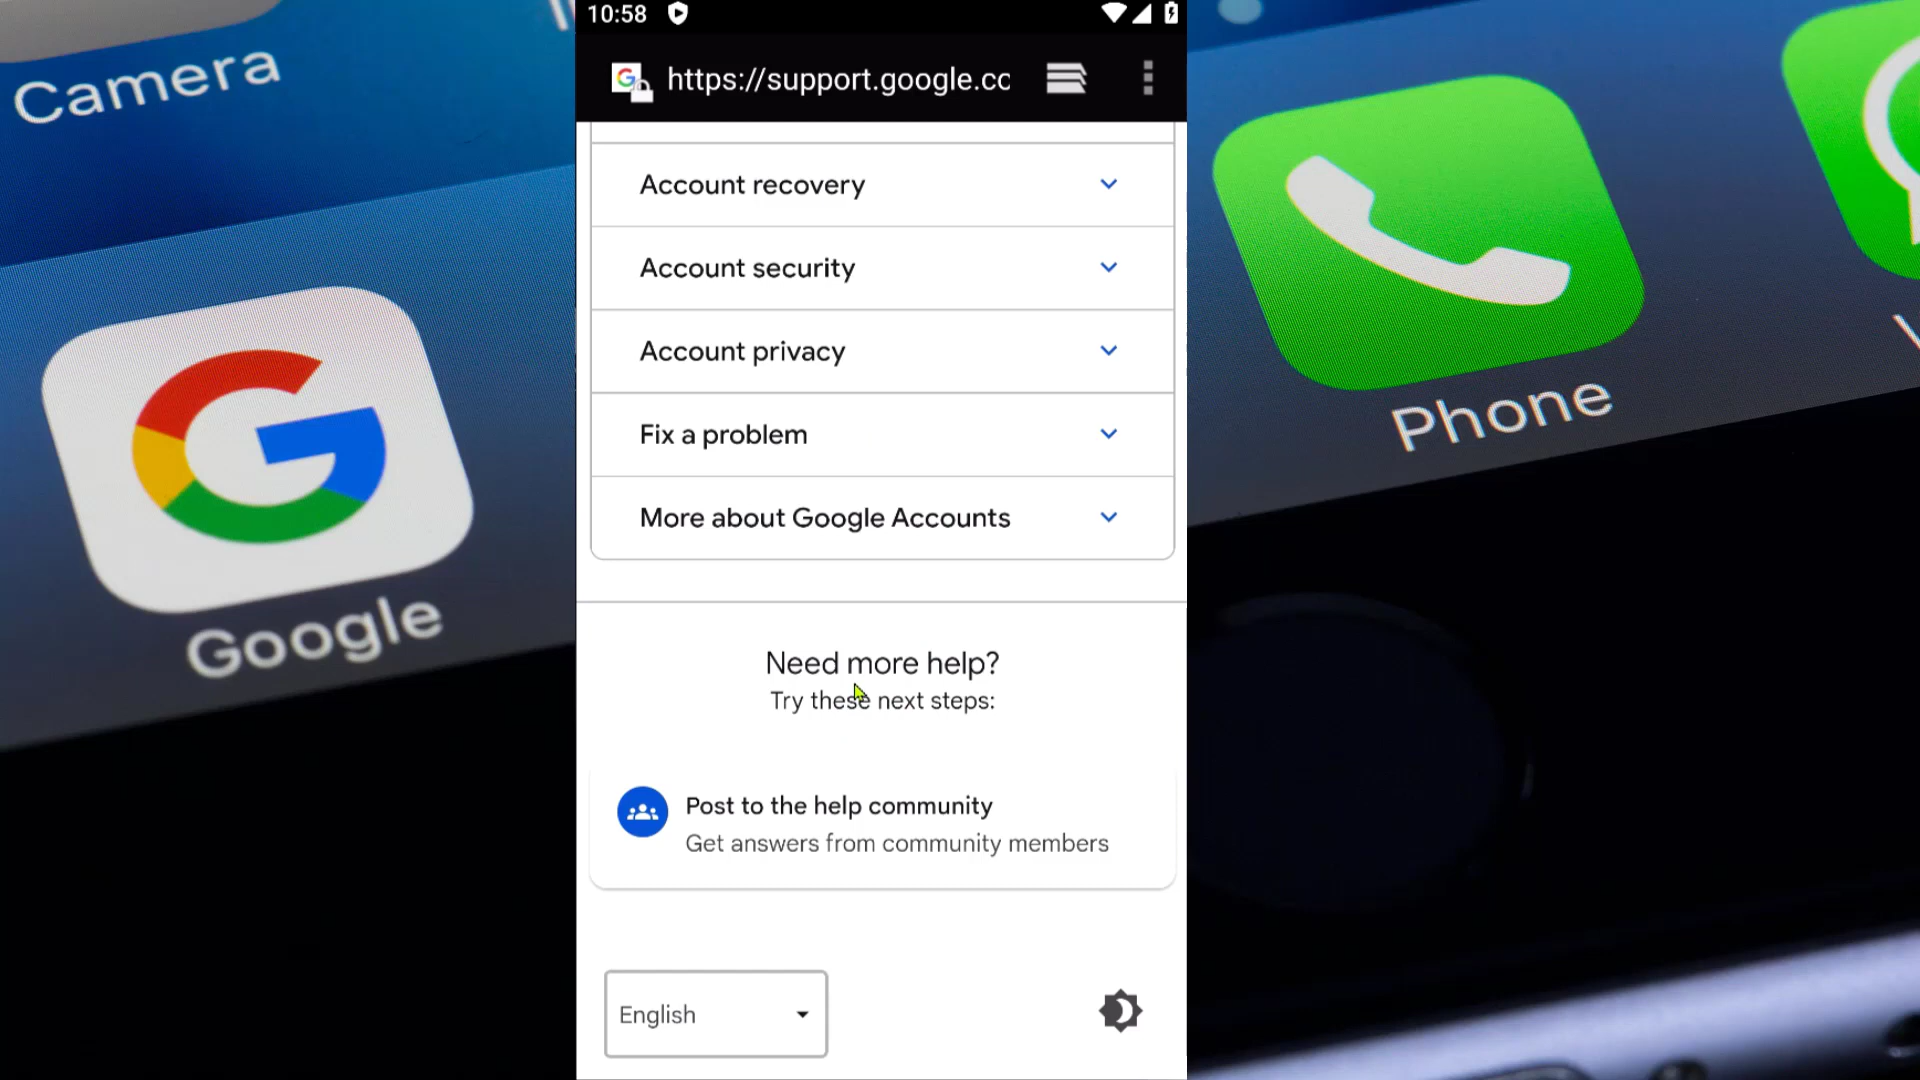 Camera
Google
10:58
https://support.google.cc
Account recovery
Account security
Account privacy
Fix a problem
More about Google Accounts
Need more help?
Try these next steps:
Post to the help community
Get answers from community members
English
Phone